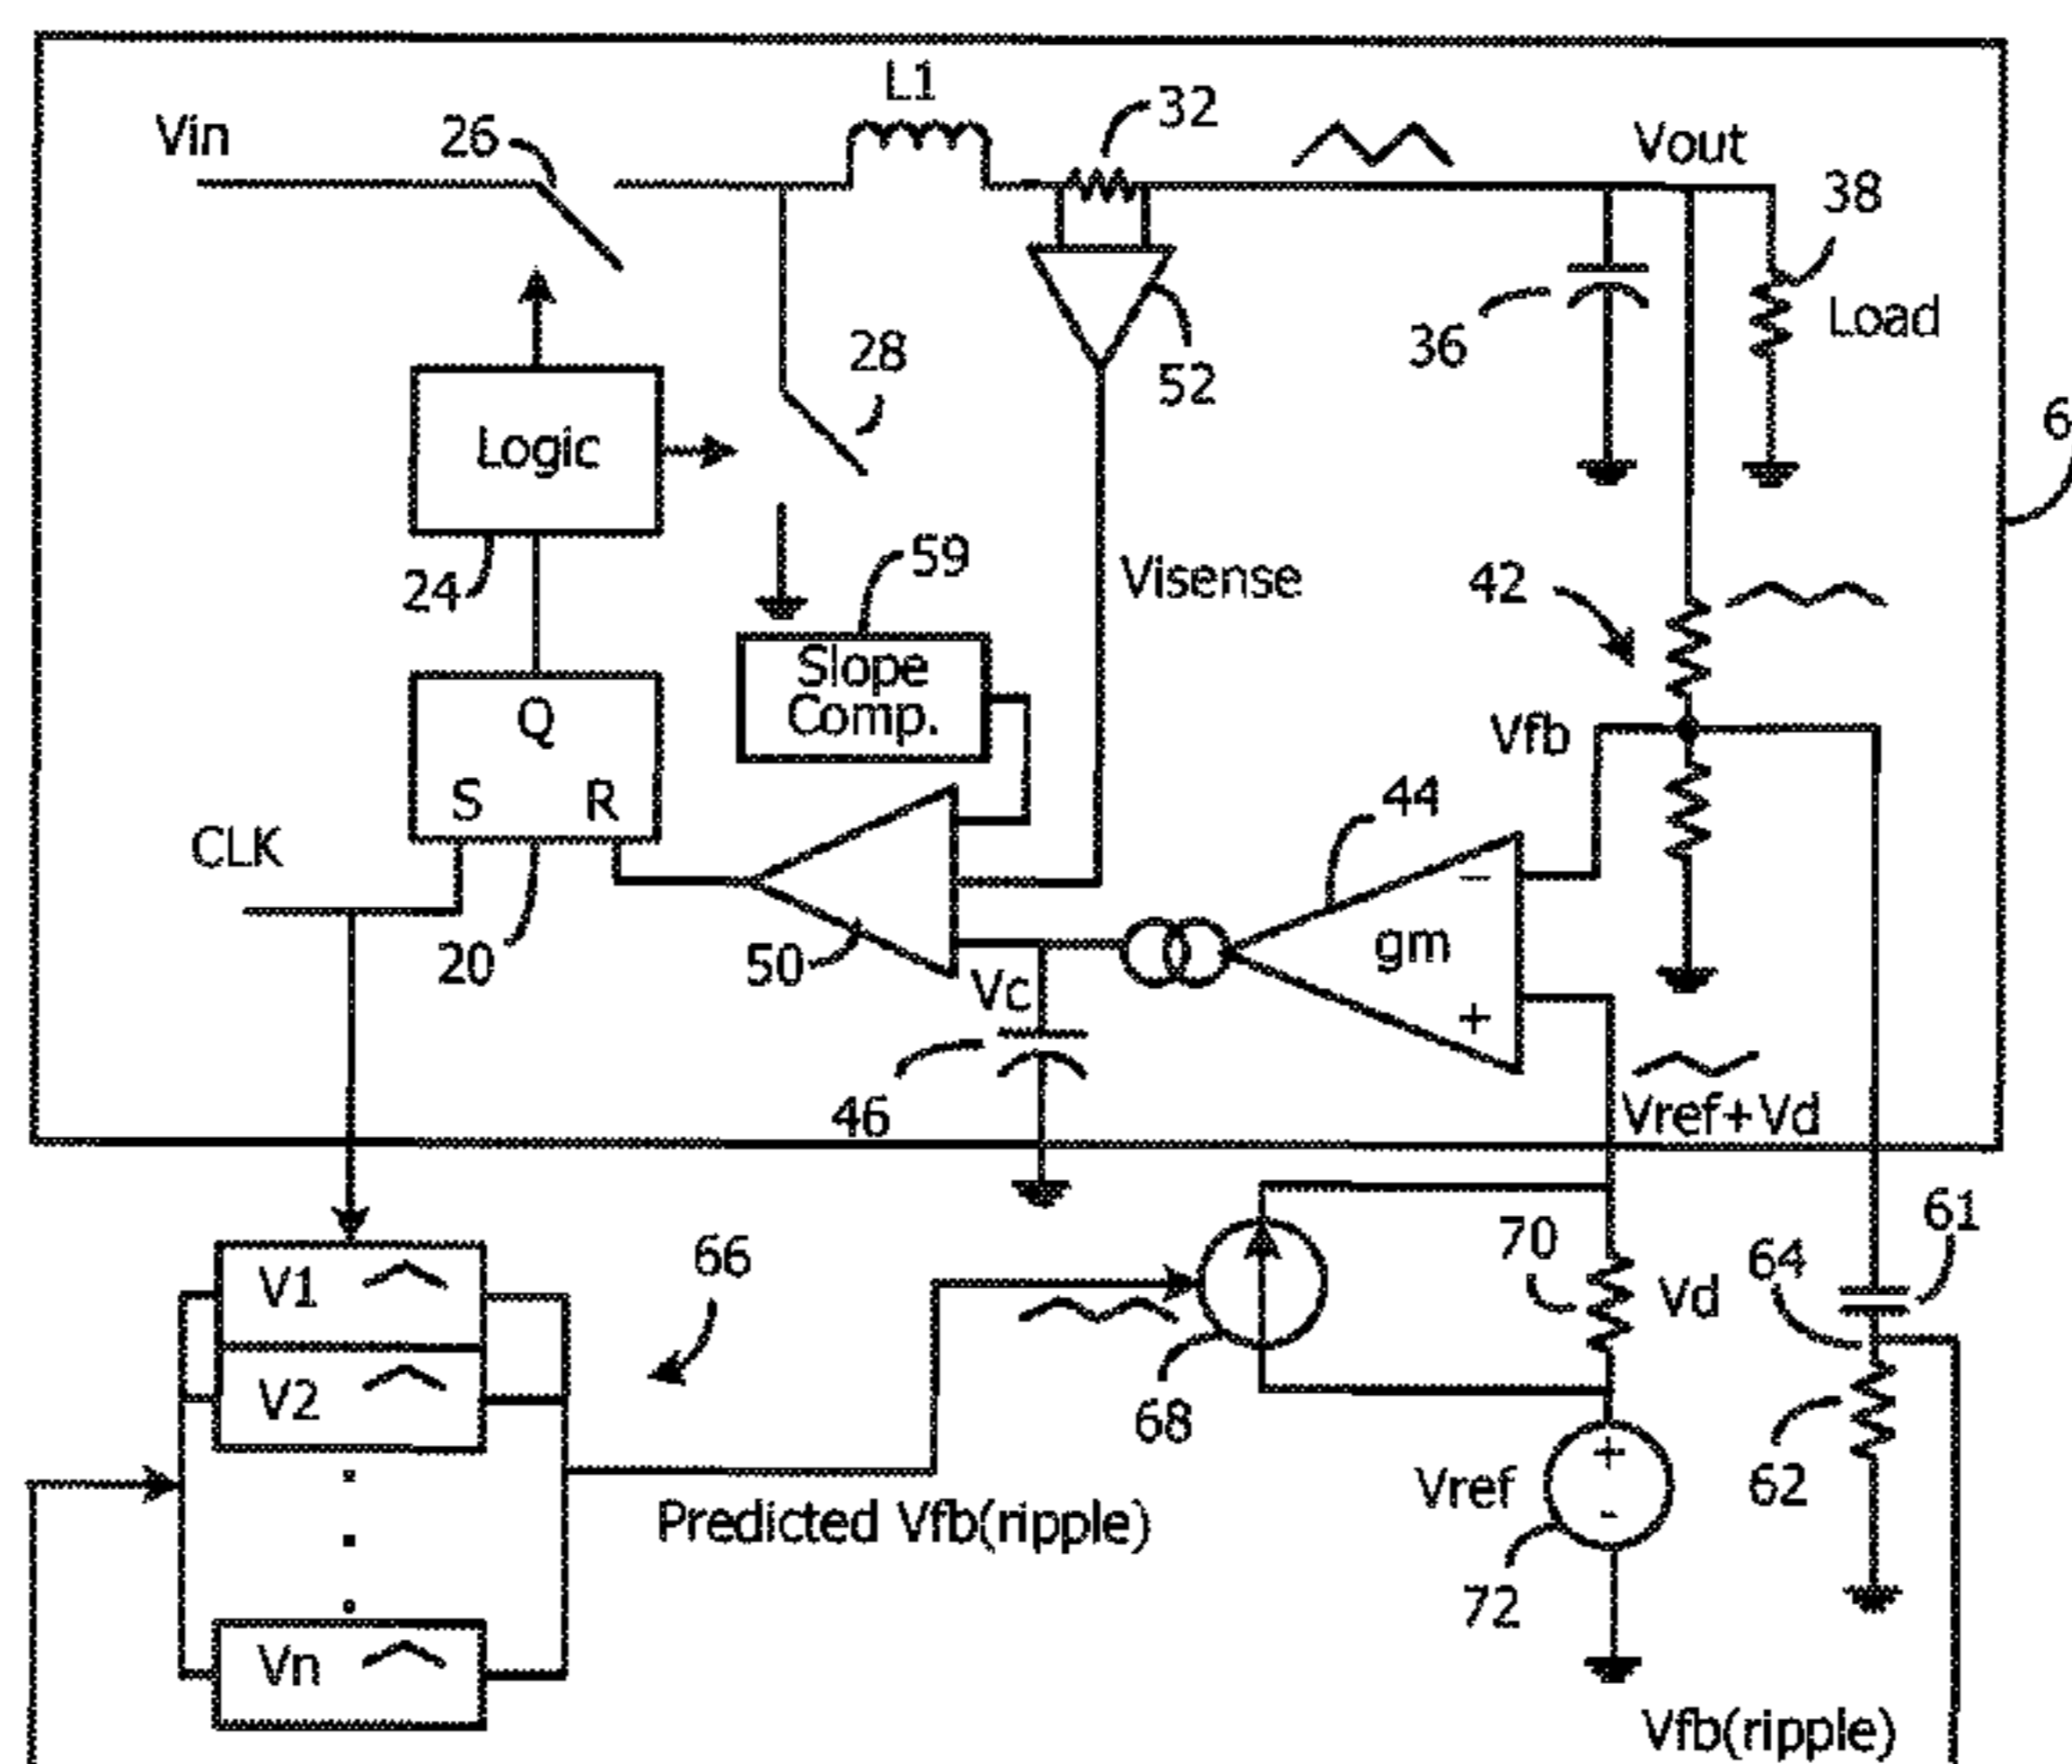 L1
32
Vin
26
Vout
38
Load
36
28
52
6
Logic
24
59
Visense
42
Slope
Comp.
Q
S
R
Vfb
44
CLK
gm
20
50
Vc
46
Vref+Vd
61
64
70
Vd
66
V1
V2
68
62
Vref
Predicted Vfb(ripple)
72
Vn
Vfb(ripple)